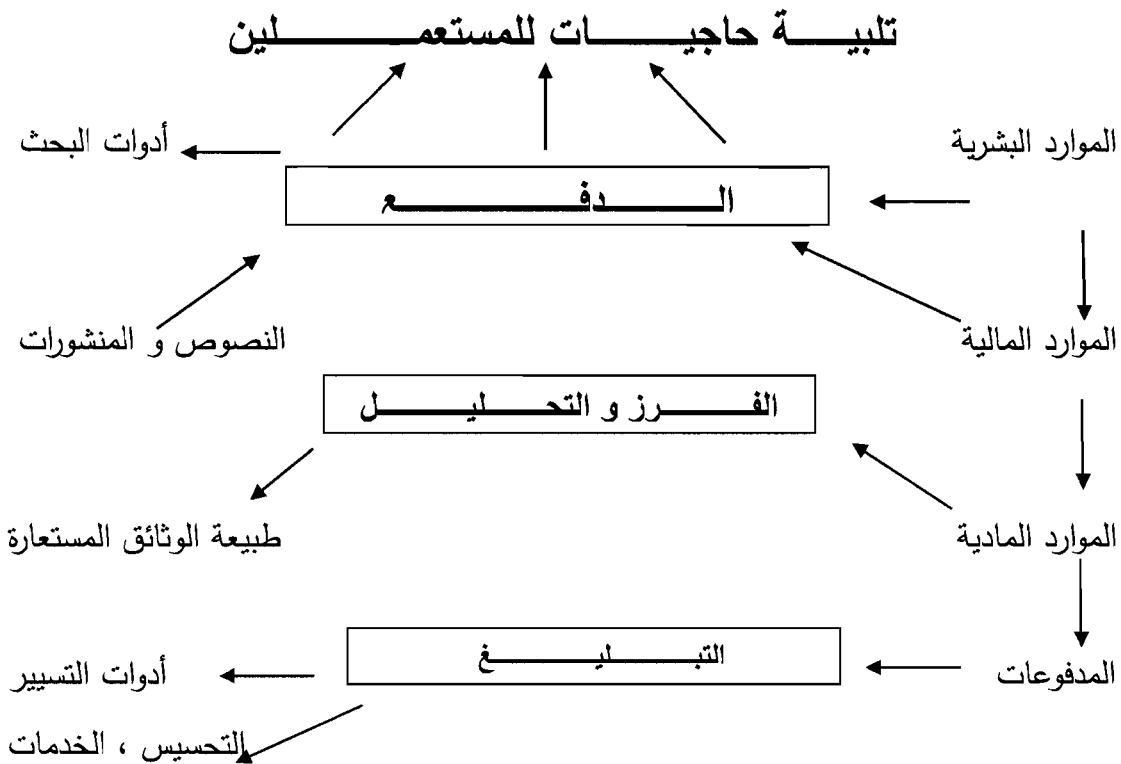 تلبية حاجيات للمستعملين
الموارد البشرية
أدوات البحث
الدفع
الموارد المالية
النصوص و المنشورات
الفرز و التحليل
الموارد المادية
طبيعة الوثائق المستعارة
التبليغ
المدفوعات
أدوات التسيير
التحسيس ، الخدمات